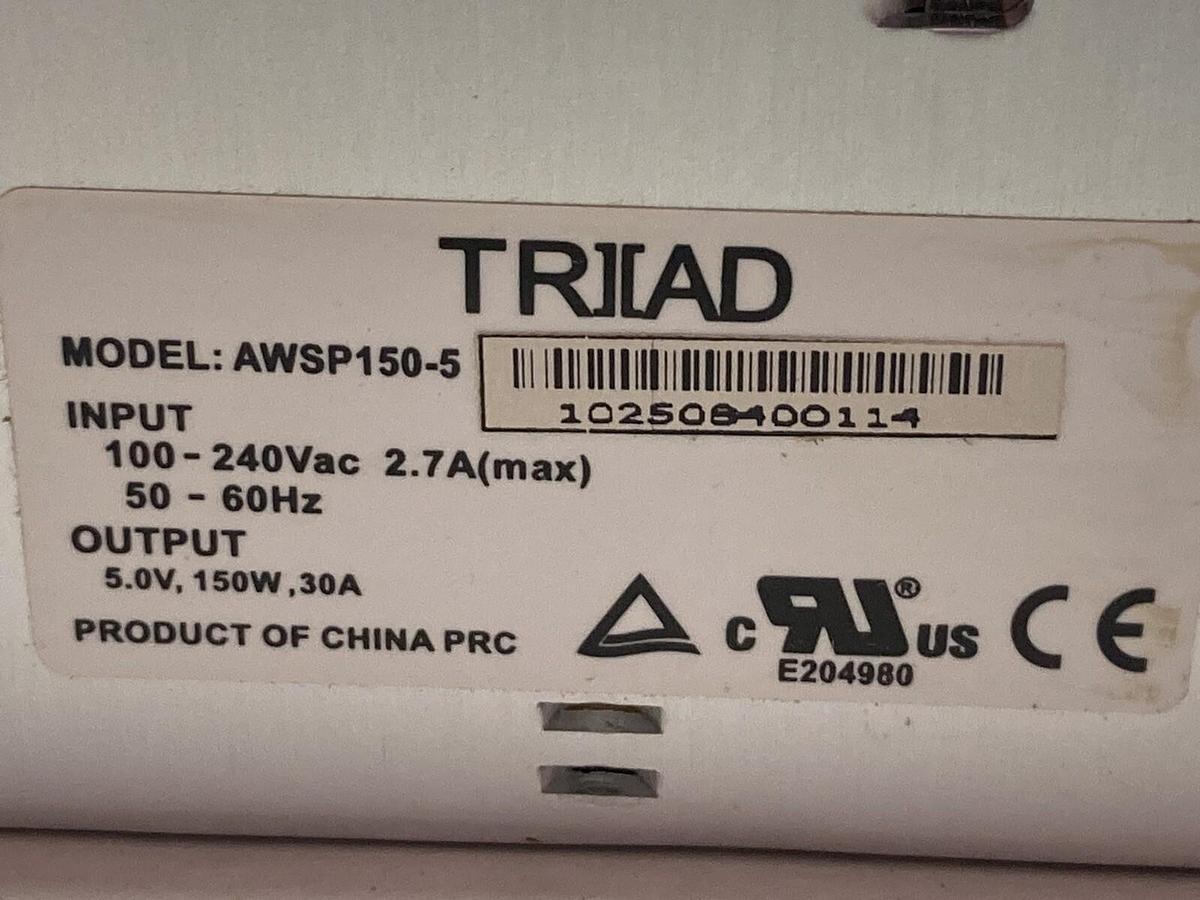 TRIAD
MODEL: AWSP150-5
102508400114
INPUT
100-240Vac 2.7A(max)
50 - 60Hz
OUTPUT
5.0V, 150W,30A
PRODUCT OF CHINA PRC
c RU® US
E204980
CE